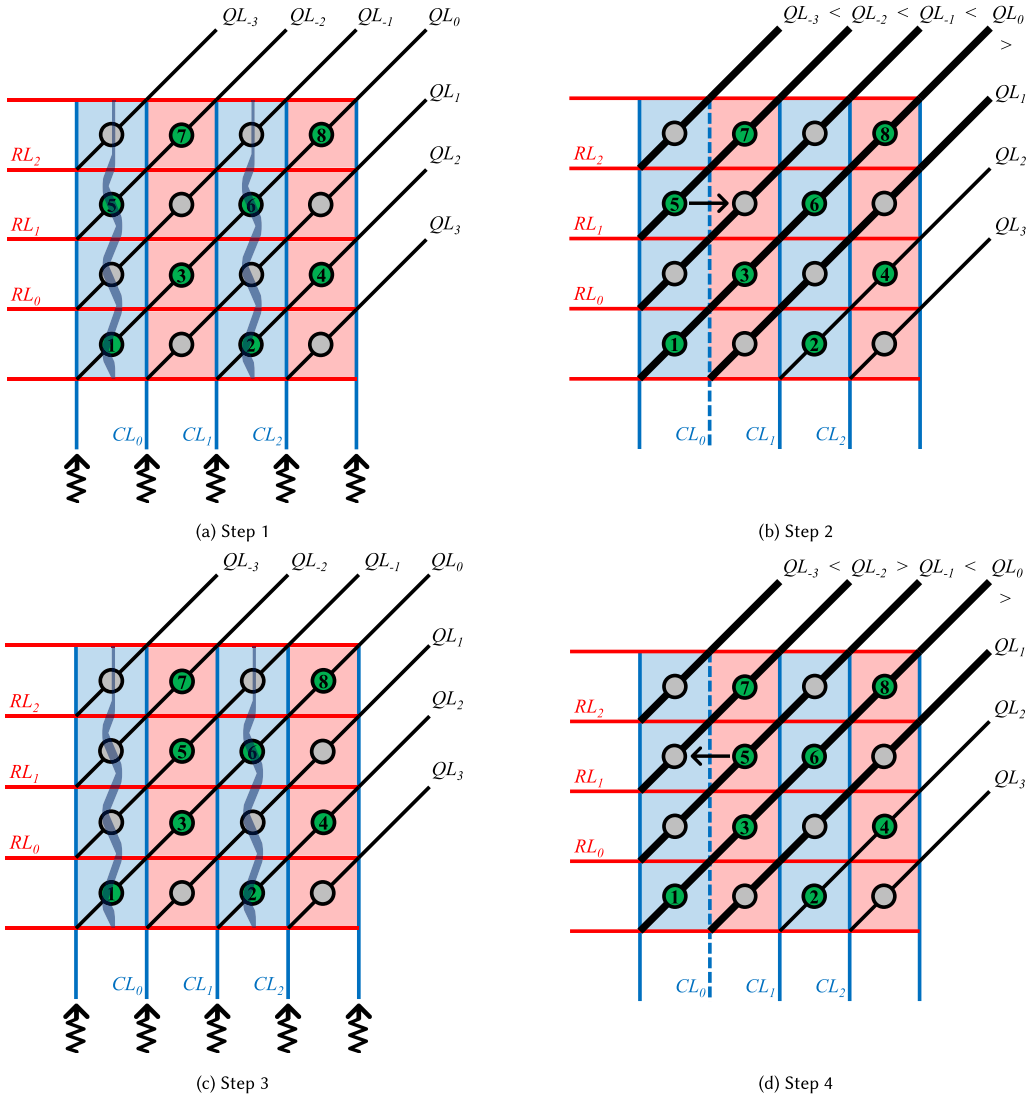 QL-3 QL-2 QL-1 QL0
QL1
QL2
QL3
RL2
RL1
RL0
7 8
5 6
3 4
1 2
CL0 CL1 CL2
(a) Step 1
QL-3 < QL-2 < QL-1 < QL0
>
QL1
QL2
QL3
RL2
RL1
RL0
7 8
5 6
3 4
1 2
CL0 CL1 CL2
(b) Step 2
QL-3 QL-2 QL-1 QL0
QL1
QL2
QL3
RL2
RL1
RL0
7 8
5 6
3 4
1 2
CL0 CL1 CL2
(c) Step 3
QL-3 < QL-2 > QL-1 < QL0
>
QL1
QL2
QL3
RL2
RL1
RL0
7 8
5 6
3 4
1 2
CL0 CL1 CL2
(d) Step 4